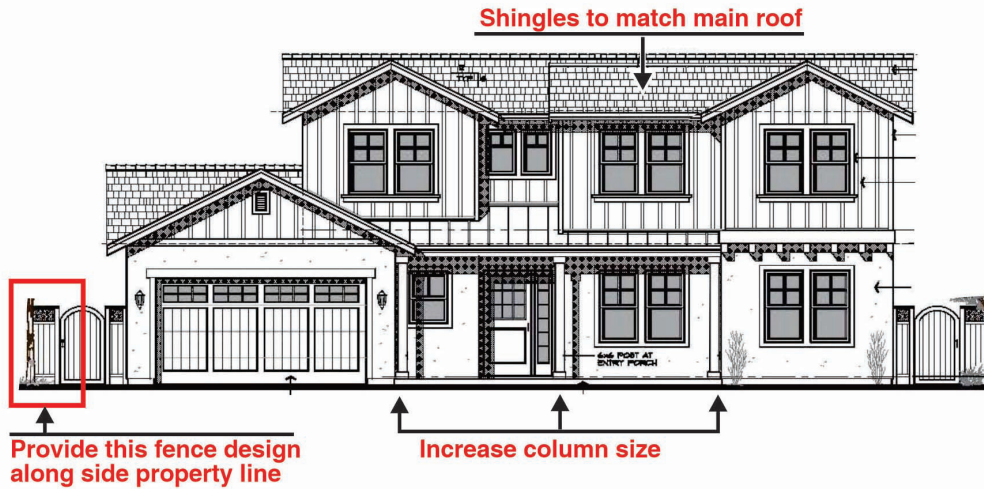 Shingles to match main roof
6x6 POST AT
ENTRY PORCH
Provide this fence design
along side property line
Increase column size